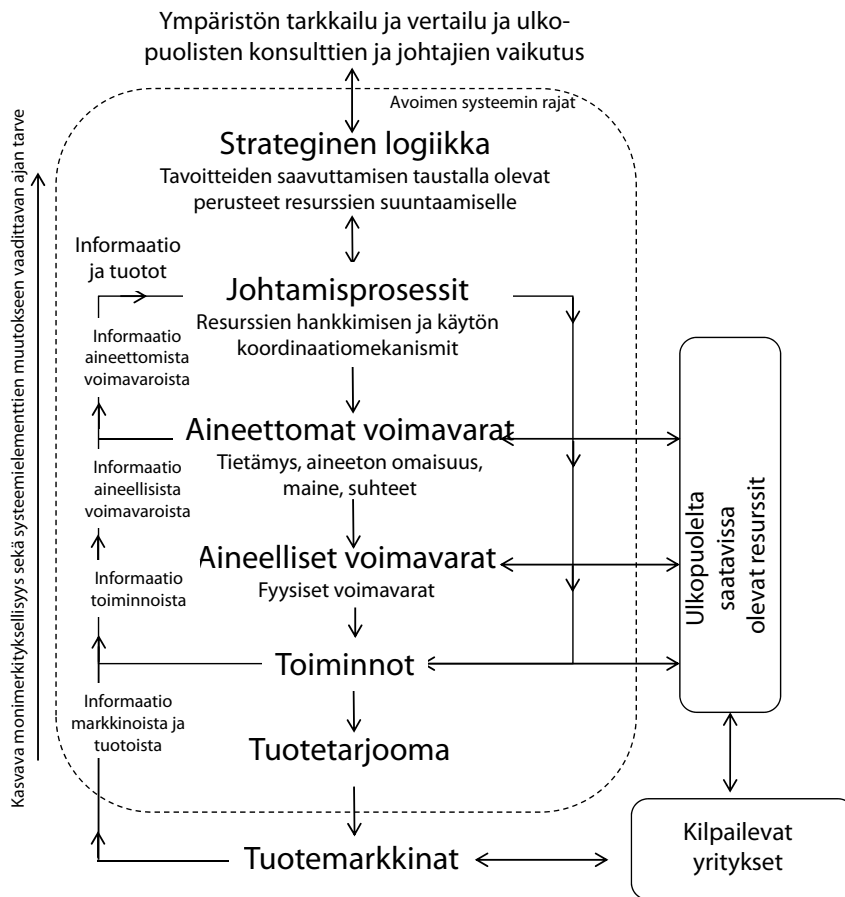 Ympäristön tarkkailu ja vertailu ja ulko-
puolisten konsulttien ja johtajien vaikutus
Avoimen systeemin rajat
Strateginen logiikka
Tavoitteiden saavuttamisen taustalla olevat
perusteet resurssien suuntaamiselle
Informaatio
ja tuotot
Johtamisprosessit
Resurssien hankkimisen ja käytön
koordinaatiomekanismit
Informaatio
aineettomista
voimavaroista
Aineettomat voimavarat
Tietämys, aineeton omaisuus,
maine, suhteet
Informaatio
aineellisista
voimavaroista
Aineelliset voimavarat
Fyysiset voimavarat
Informaatio
toiminnoista
Toiminnot
Informaatio
markkinoista ja
tuotoista
Tuotetarjooma
Tuotemarkkinat
Kasvava monimerkityksellisyys sekä systeemielementtien muutokseen vaadittavan ajan tarve
Ulkopuolelta
saatavissa
olevat resurssit
Kilpailevat
yritykset